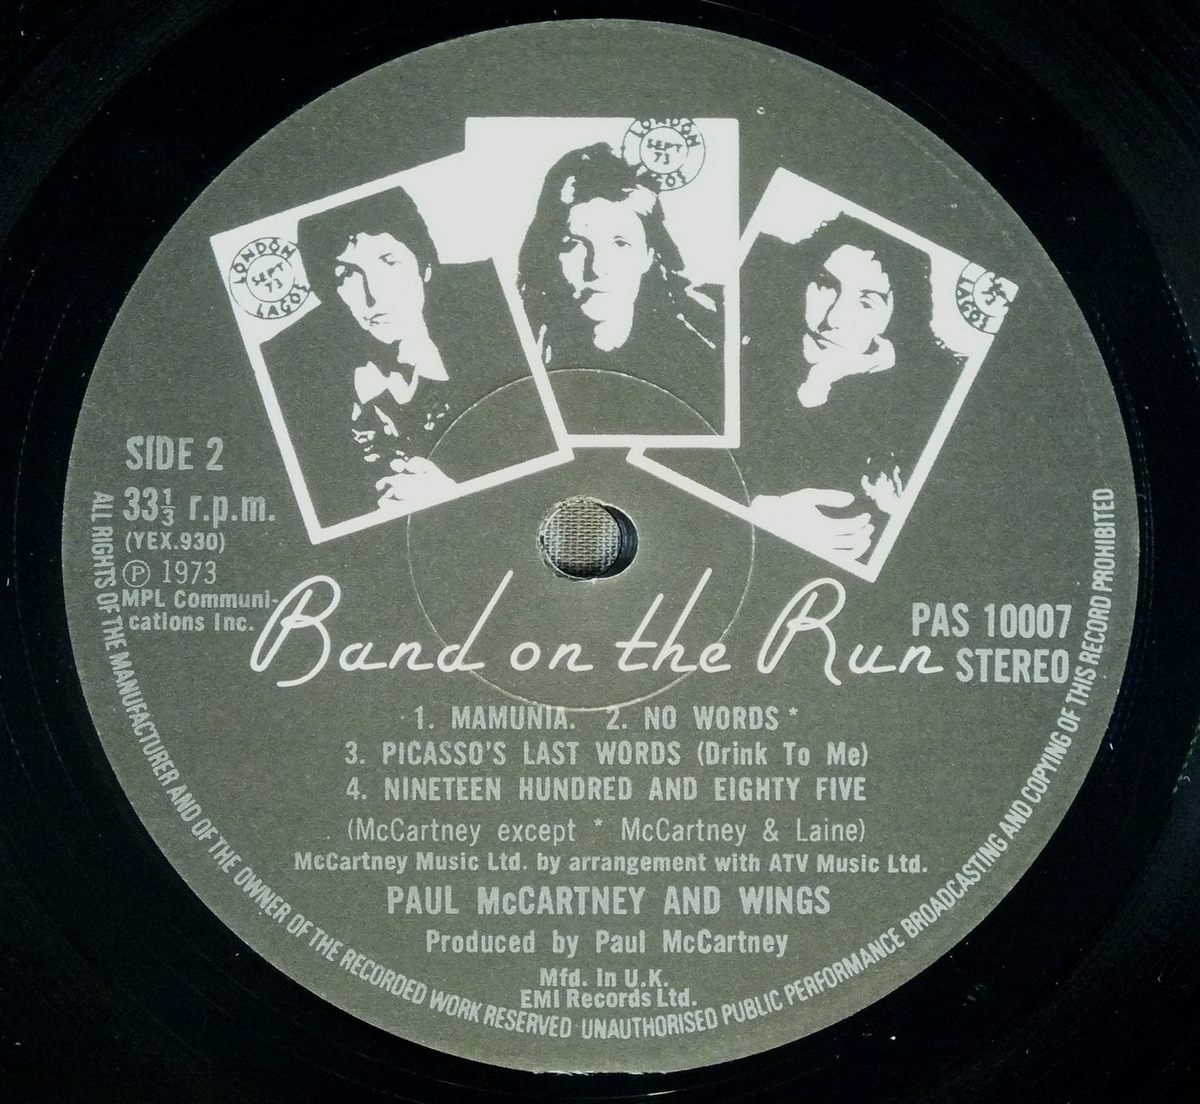 LONDON
SEPT
73
LAGOS
LONDON
SEPT
73
LAGOS
SEPT
73
LAGOS
SIDE 2
33⅓ r.p.m.
(YEX.930)
Ⓟ 1973
MPL Communi-
cations Inc.
Band on the Run
PAS 10007
STEREO
1. MAMUNIA. 2. NO WORDS *
3. PICASSO'S LAST WORDS (Drink To Me)
4. NINETEEN HUNDRED AND EIGHTY FIVE
(McCartney except * McCartney & Laine)
McCartney Music Ltd. by arrangement with ATV Music Ltd.
PAUL McCARTNEY AND WINGS
Produced by Paul McCartney
Mfd. In U.K.
EMI Records Ltd.
ALL RIGHTS OF THE MANUFACTURER AND OF THE OWNER OF THE RECORDED WORK RESERVED UNAUTHORISED PUBLIC PERFORMANCE BROADCASTING AND COPYING OF THIS RECORD PROHIBITED